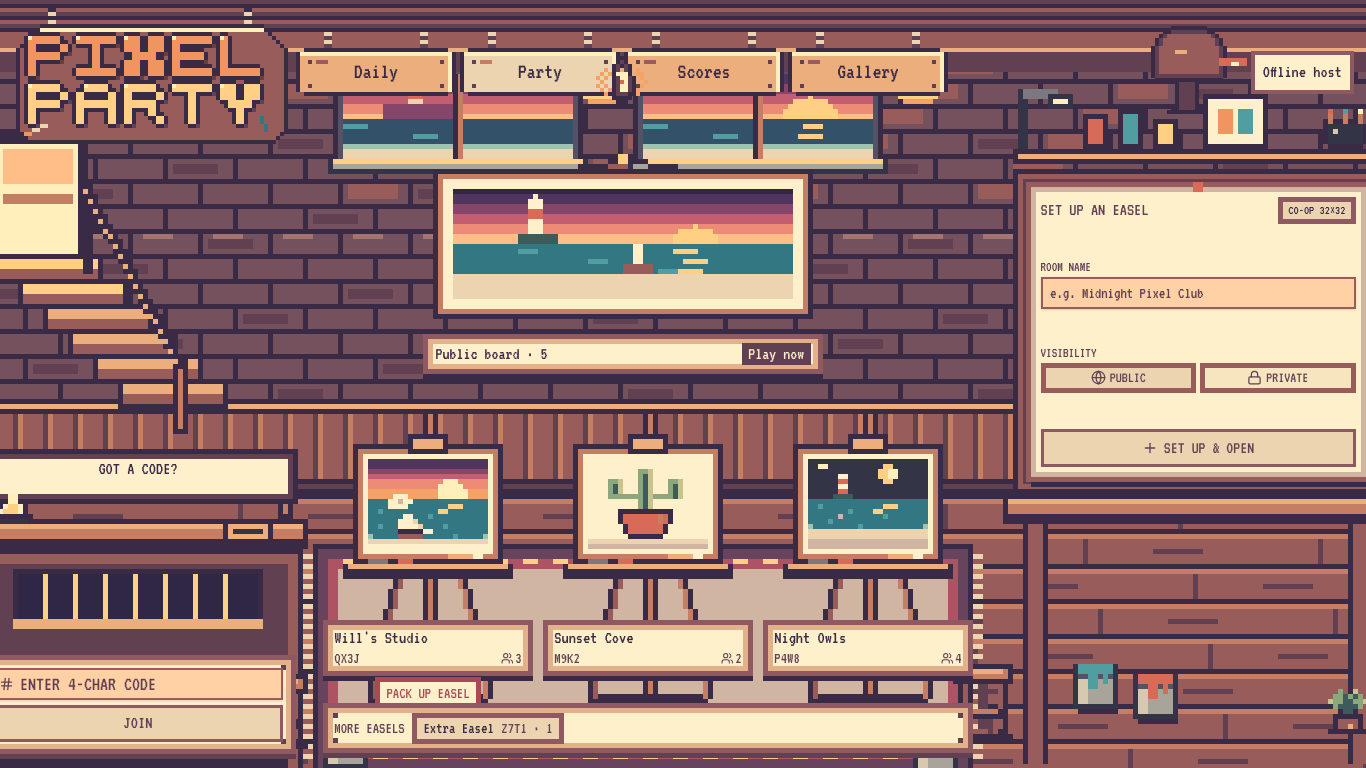 PIXEL
PARTY
Daily
Party
Scores
Gallery
Offline host
SET UP AN EASEL
CO-OP 32X32
ROOM NAME
e.g. Midnight Pixel Club
VISIBILITY
PUBLIC
PRIVATE
+ SET UP & OPEN
Public board · 5
Play now
GOT A CODE?
# ENTER 4-CHAR CODE
JOIN
Will's Studio
QX3J
3
Sunset Cove
M9K2
2
Night Owls
P4W8
4
PACK UP EASEL
MORE EASELS
Extra Easel Z7T1 · 1